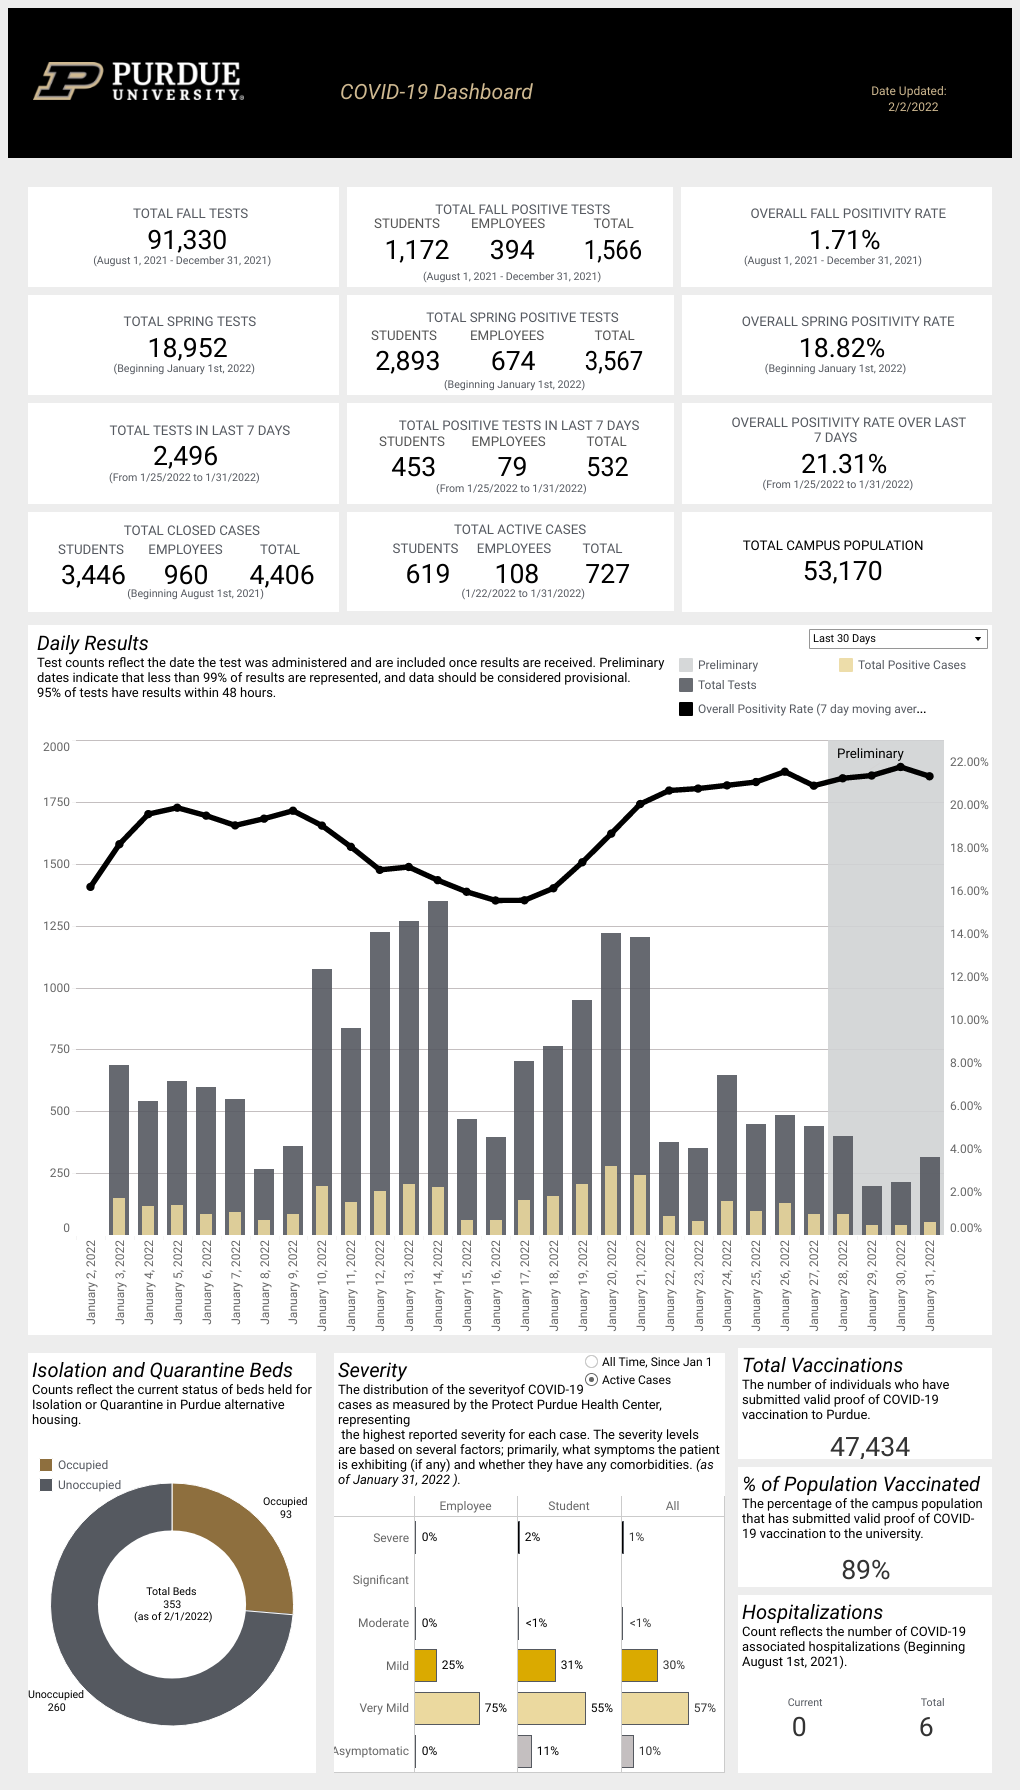 PURDUE
UNIVERSITY®
COVID-19 Dashboard
Date Updated:
2/2/2022
TOTAL FALL TESTS
91,330
(August 1, 2021 - December 31, 2021)
TOTAL FALL POSITIVE TESTS
STUDENTS EMPLOYEES TOTAL
1,172 394 1,566
(August 1, 2021 - December 31, 2021)
OVERALL FALL POSITIVITY RATE
1.71%
(August 1, 2021 - December 31, 2021)
TOTAL SPRING TESTS
18,952
(Beginning January 1st, 2022)
TOTAL SPRING POSITIVE TESTS
STUDENTS EMPLOYEES TOTAL
2,893 674 3,567
(Beginning January 1st, 2022)
OVERALL SPRING POSITIVITY RATE
18.82%
(Beginning January 1st, 2022)
TOTAL TESTS IN LAST 7 DAYS
2,496
(From 1/25/2022 to 1/31/2022)
TOTAL POSITIVE TESTS IN LAST 7 DAYS
STUDENTS EMPLOYEES TOTAL
453 79 532
(From 1/25/2022 to 1/31/2022)
OVERALL POSITIVITY RATE OVER LAST
7 DAYS
21.31%
(From 1/25/2022 to 1/31/2022)
TOTAL CLOSED CASES
STUDENTS EMPLOYEES TOTAL
3,446 960 4,406
(Beginning August 1st, 2021)
TOTAL ACTIVE CASES
STUDENTS EMPLOYEES TOTAL
619 108 727
(1/22/2022 to 1/31/2022)
TOTAL CAMPUS POPULATION
53,170
Daily Results
Test counts reflect the date the test was administered and are included once results are received. Preliminary
dates indicate that less than 99% of results are represented, and data should be considered provisional.
95% of tests have results within 48 hours.
Last 30 Days
Preliminary
Total Positive Cases
Total Tests
Overall Positivity Rate (7 day moving aver...
Preliminary
2000
1750
1500
1250
1000
750
500
250
0
22.00%
20.00%
18.00%
16.00%
14.00%
12.00%
10.00%
8.00%
6.00%
4.00%
2.00%
0.00%
January 2, 2022
January 3, 2022
January 4, 2022
January 5, 2022
January 6, 2022
January 7, 2022
January 8, 2022
January 9, 2022
January 10, 2022
January 11, 2022
January 12, 2022
January 13, 2022
January 14, 2022
January 15, 2022
January 16, 2022
January 17, 2022
January 18, 2022
January 19, 2022
January 20, 2022
January 21, 2022
January 22, 2022
January 23, 2022
January 24, 2022
January 25, 2022
January 26, 2022
January 27, 2022
January 28, 2022
January 29, 2022
January 30, 2022
January 31, 2022
Isolation and Quarantine Beds
Counts reflect the current status of beds held for
Isolation or Quarantine in Purdue alternative
housing.
Occupied
Unoccupied
Occupied
93
Total Beds
353
(as of 2/1/2022)
Unoccupied
260
Severity
All Time, Since Jan 1
Active Cases
The distribution of the severityof COVID-19
cases as measured by the Protect Purdue Health Center,
representing
the highest reported severity for each case. The severity levels
are based on several factors; primarily, what symptoms the patient
is exhibiting (if any) and whether they have any comorbidities. (as
of January 31, 2022 ).
Employee Student All
Severe 0% 2% 1%
Significant
Moderate 0% <1% <1%
Mild 25% 31% 30%
Very Mild 75% 55% 57%
Asymptomatic 0% 11% 10%
Total Vaccinations
The number of individuals who have
submitted valid proof of COVID-19
vaccination to Purdue.
47,434
% of Population Vaccinated
The percentage of the campus population
that has submitted valid proof of COVID-
19 vaccination to the university.
89%
Hospitalizations
Count reflects the number of COVID-19
associated hospitalizations (Beginning
August 1st, 2021).
Current Total
0 6